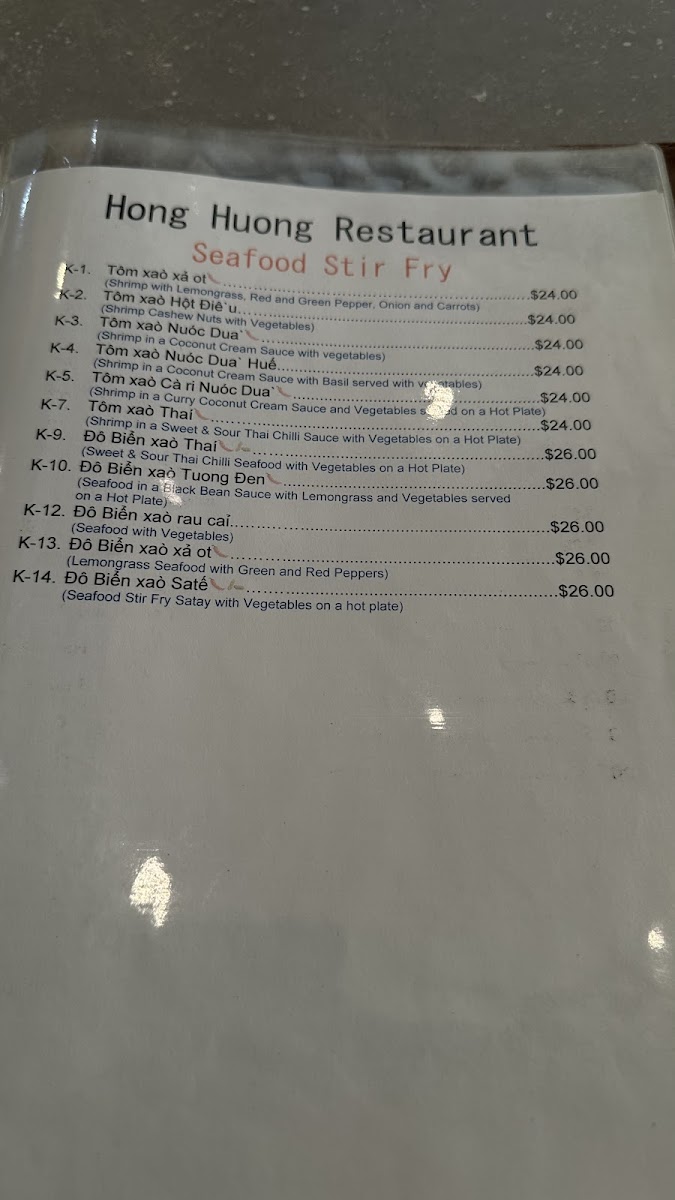 Hong Huong Restaurant
Seafood Stir Fry
K-1. Tôm xaò xả ot ................ $24.00
(Shrimp with Lemongrass, Red and Green Pepper, Onion and Carrots)
K-2. Tôm xaò Hột Điê`u ................ $24.00
(Shrimp Cashew Nuts with Vegetables)
K-3. Tôm xaò Nuóc Dua` ................ $24.00
(Shrimp in a Coconut Cream Sauce with vegetables)
K-4. Tôm xaò Nuóc Dua` Huế ................ $24.00
(Shrimp in a Coconut Cream Sauce with Basil served with vegetables)
K-5. Tôm xaò Cà ri Nuóc Dua` ................ $24.00
(Shrimp in a Curry Coconut Cream Sauce and Vegetables served on a Hot Plate)
K-7. Tôm xaò Thaí ................ $24.00
(Shrimp in a Sweet & Sour Thai Chilli Sauce with Vegetables on a Hot Plate)
K-9. Đô Biển xaò Thaí ................ $26.00
(Sweet & Sour Thai Chilli Seafood with Vegetables on a Hot Plate)
K-10. Đô Biển xaò Tuong Đen ................ $26.00
(Seafood in a Black Bean Sauce with Lemongrass and Vegetables served
on a Hot Plate)
K-12. Đô Biển xaò rau caỉ ................ $26.00
(Seafood with Vegetables)
K-13. Đô Biển xaò xả ot ................ $26.00
(Lemongrass Seafood with Green and Red Peppers)
K-14. Đô Biển xaò Saté ................ $26.00
(Seafood Stir Fry Satay with Vegetables on a hot plate)